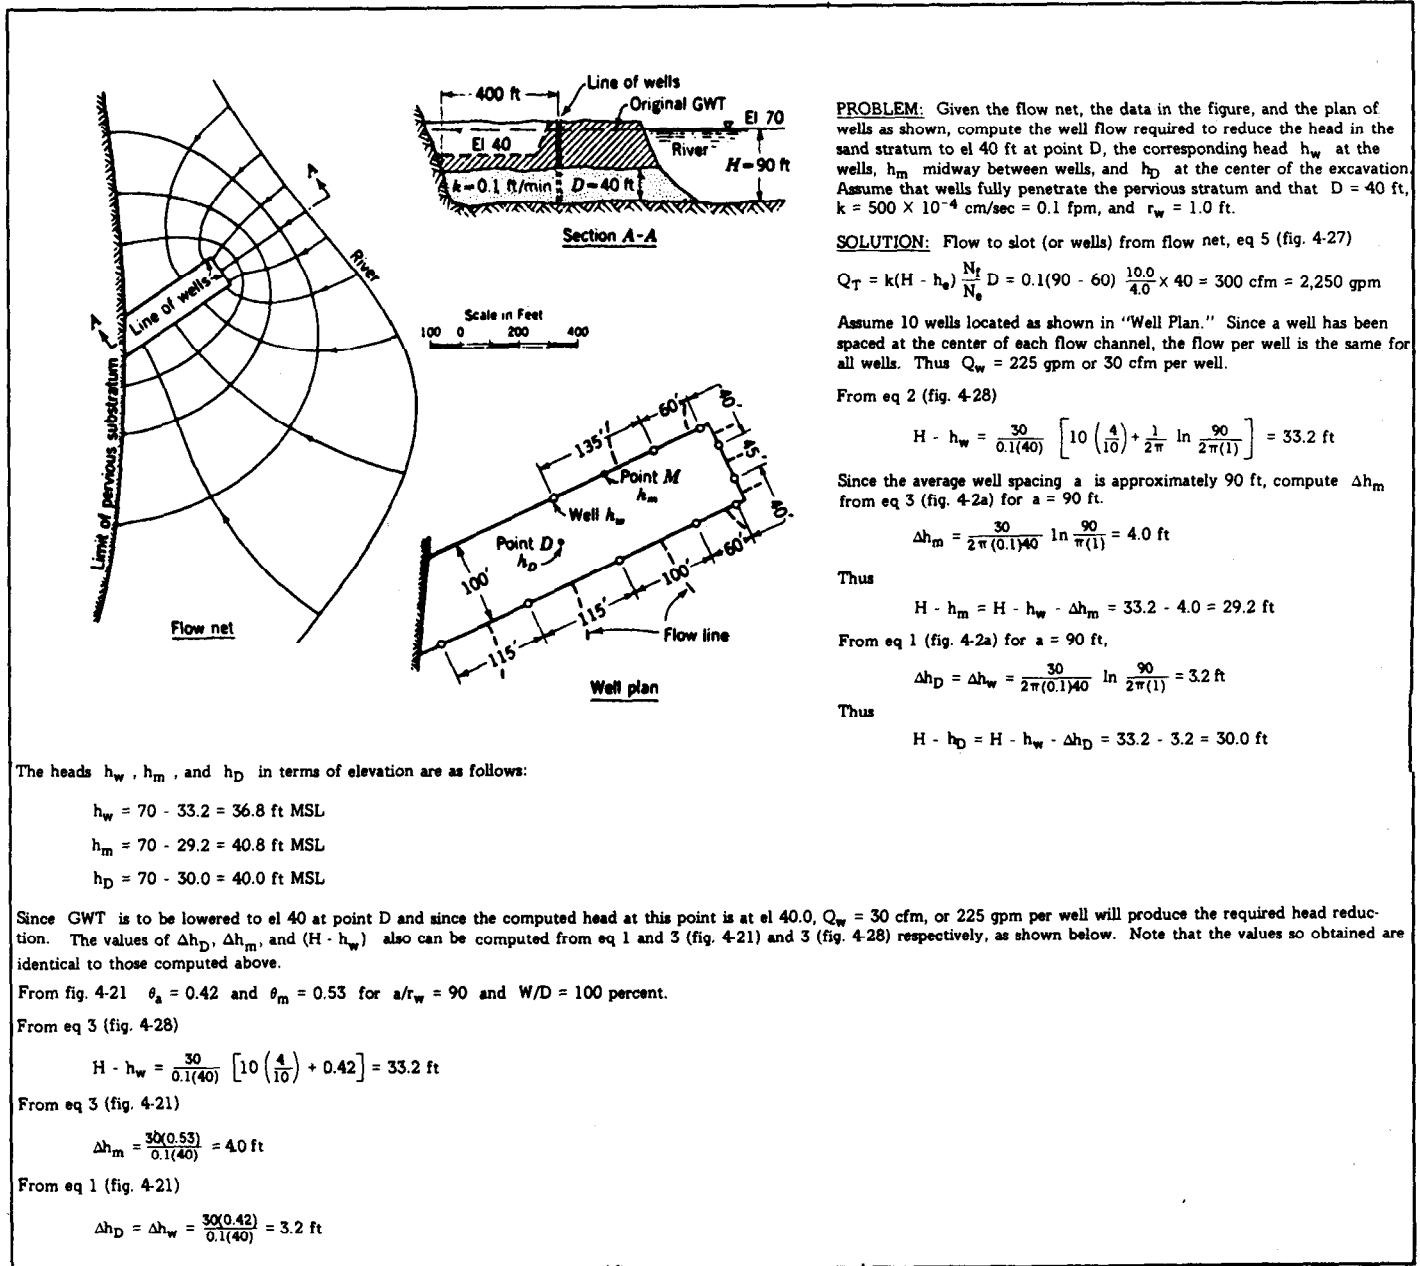 400 ft
Line of wells
Original GWT
El 70
El 40
River
H=90 ft
k=0.1 ft/min
D=40 ft
Section A-A
A
A
River
Line of wells
Limit of pervious substratum
Flow net
Scale in Feet
100 0 200 400
135'
60'
40'
45'
40'
60'
100'
115'
115'
100'
Point M
hm
Well hw
Point D
hD
Flow line
Well plan
PROBLEM: Given the flow net, the data in the figure, and the plan of
wells as shown, compute the well flow required to reduce the head in the
sand stratum to el 40 ft at point D, the corresponding head hw at the
wells, hm midway between wells, and hD at the center of the excavation.
Assume that wells fully penetrate the pervious stratum and that D = 40 ft,
k = 500 X 10⁻⁴ cm/sec = 0.1 fpm, and rw = 1.0 ft.
SOLUTION: Flow to slot (or wells) from flow net, eq 5 (fig. 4-27)
QT = k(H - he) Nf/Ne D = 0.1(90 - 60) 10.0/4.0 x 40 = 300 cfm = 2,250 gpm
Assume 10 wells located as shown in "Well Plan." Since a well has been
spaced at the center of each flow channel, the flow per well is the same for
all wells. Thus Qw = 225 gpm or 30 cfm per well.
From eq 2 (fig. 4-28)
H - hw = 30/0.1(40) [10 (4/10) + 1/2π ln 90/2π(1)] = 33.2 ft
Since the average well spacing a is approximately 90 ft, compute Δhm
from eq 3 (fig. 4-2a) for a = 90 ft.
Δhm = 30/2π(0.1)40 ln 90/π(1) = 4.0 ft
Thus
H - hm = H - hw - Δhm = 33.2 - 4.0 = 29.2 ft
From eq 1 (fig. 4-2a) for a = 90 ft,
ΔhD = Δhw = 30/2π(0.1)40 ln 90/2π(1) = 3.2 ft
Thus
H - hD = H - hw - ΔhD = 33.2 - 3.2 = 30.0 ft
The heads hw , hm , and hD in terms of elevation are as follows:
hw = 70 - 33.2 = 36.8 ft MSL
hm = 70 - 29.2 = 40.8 ft MSL
hD = 70 - 30.0 = 40.0 ft MSL
Since GWT is to be lowered to el 40 at point D and since the computed head at this point is at el 40.0, Qw = 30 cfm, or 225 gpm per well will produce the required head reduc-
tion. The values of ΔhD, Δhm, and (H - hw) also can be computed from eq 1 and 3 (fig. 4-21) and 3 (fig. 4-28) respectively, as shown below. Note that the values so obtained are
identical to those computed above.
From fig. 4-21 θa = 0.42 and θm = 0.53 for a/rw = 90 and W/D = 100 percent.
From eq 3 (fig. 4-28)
H - hw = 30/0.1(40) [10 (4/10) + 0.42] = 33.2 ft
From eq 3 (fig. 4-21)
Δhm = 30(0.53)/0.1(40) = 4.0 ft
From eq 1 (fig. 4-21)
ΔhD = Δhw = 30(0.42)/0.1(40) = 3.2 ft